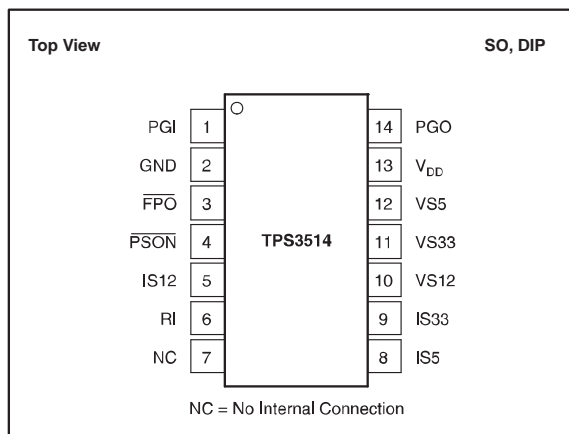 Top View SO, DIP
PGI 1 14 PGO
GND 2 13 VDD
FPO 3 12 VS5
PSON 4 TPS3514 11 VS33
IS12 5 10 VS12
RI 6 9 IS33
NC 7 8 IS5
NC = No Internal Connection